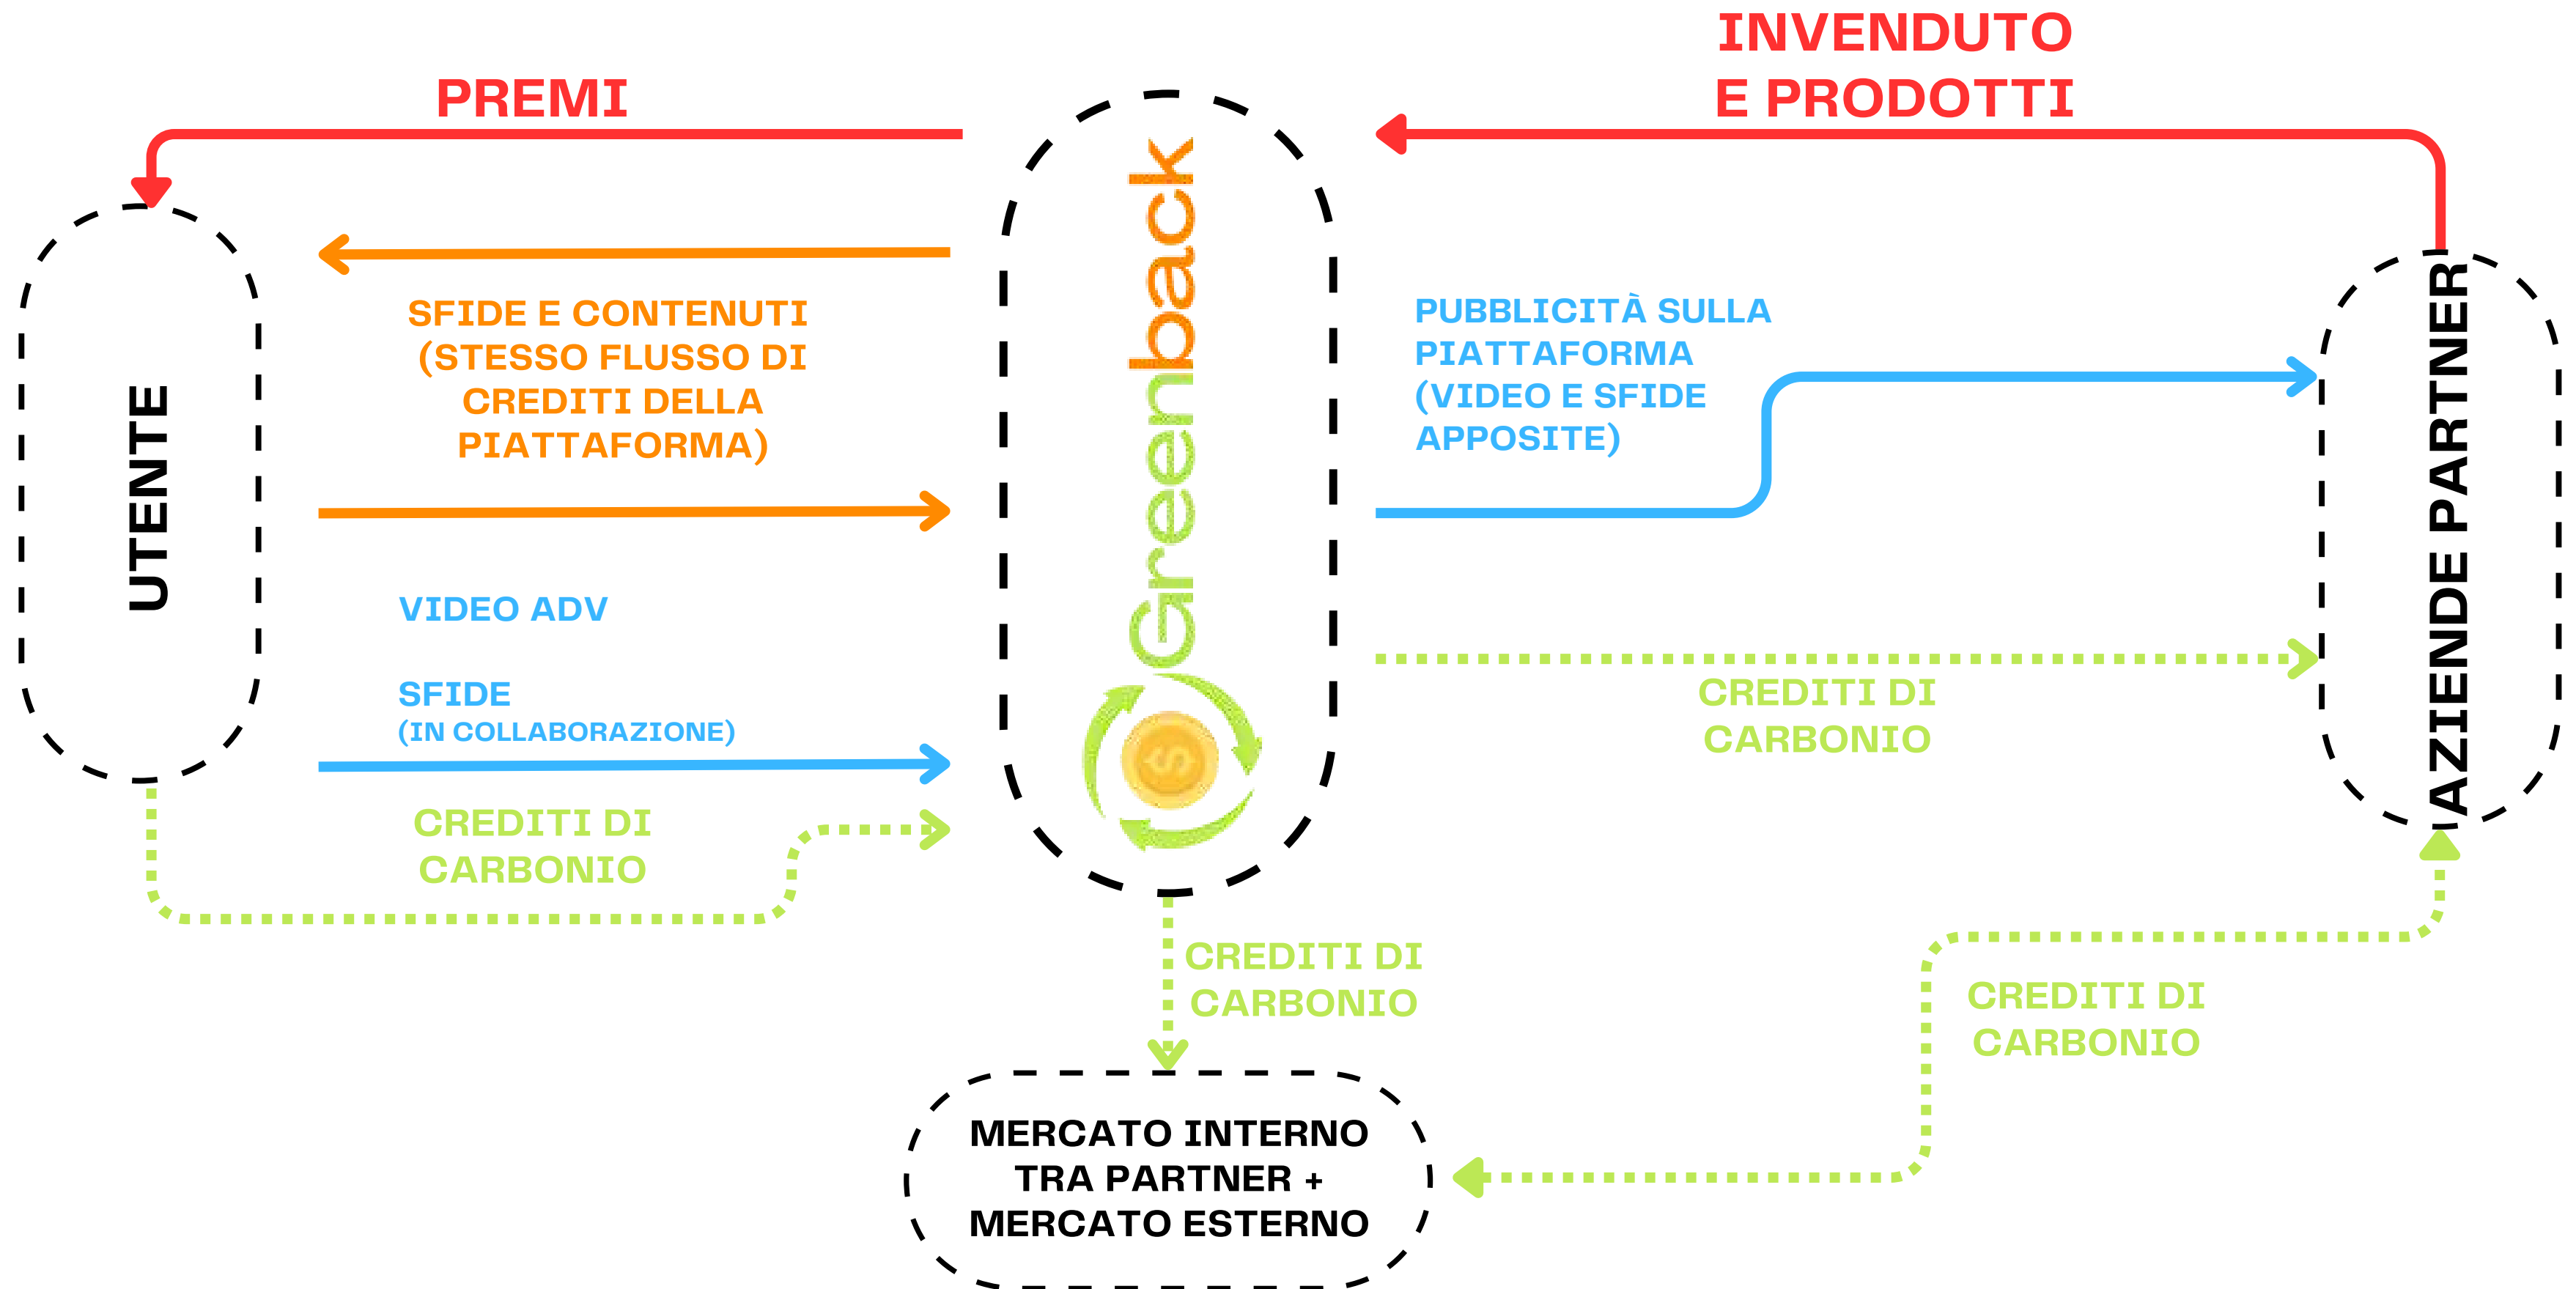 INVENDUTO
E PRODOTTI
PREMI
SFIDE E CONTENUTI
(STESSO FLUSSO DI
CREDITI DELLA
PIATTAFORMA)
UTENTE
VIDEO ADV
SFIDE
(IN COLLABORAZIONE)
CREDITI DI
CARBONIO
Greenback
PUBBLICITÀ SULLA
PIATTAFORMA
(VIDEO E SFIDE
APPOSITE)
CREDITI DI
CARBONIO
AZIENDE PARTNER
CREDITI DI
CARBONIO
CREDITI DI
CARBONIO
MERCATO INTERNO
TRA PARTNER +
MERCATO ESTERNO